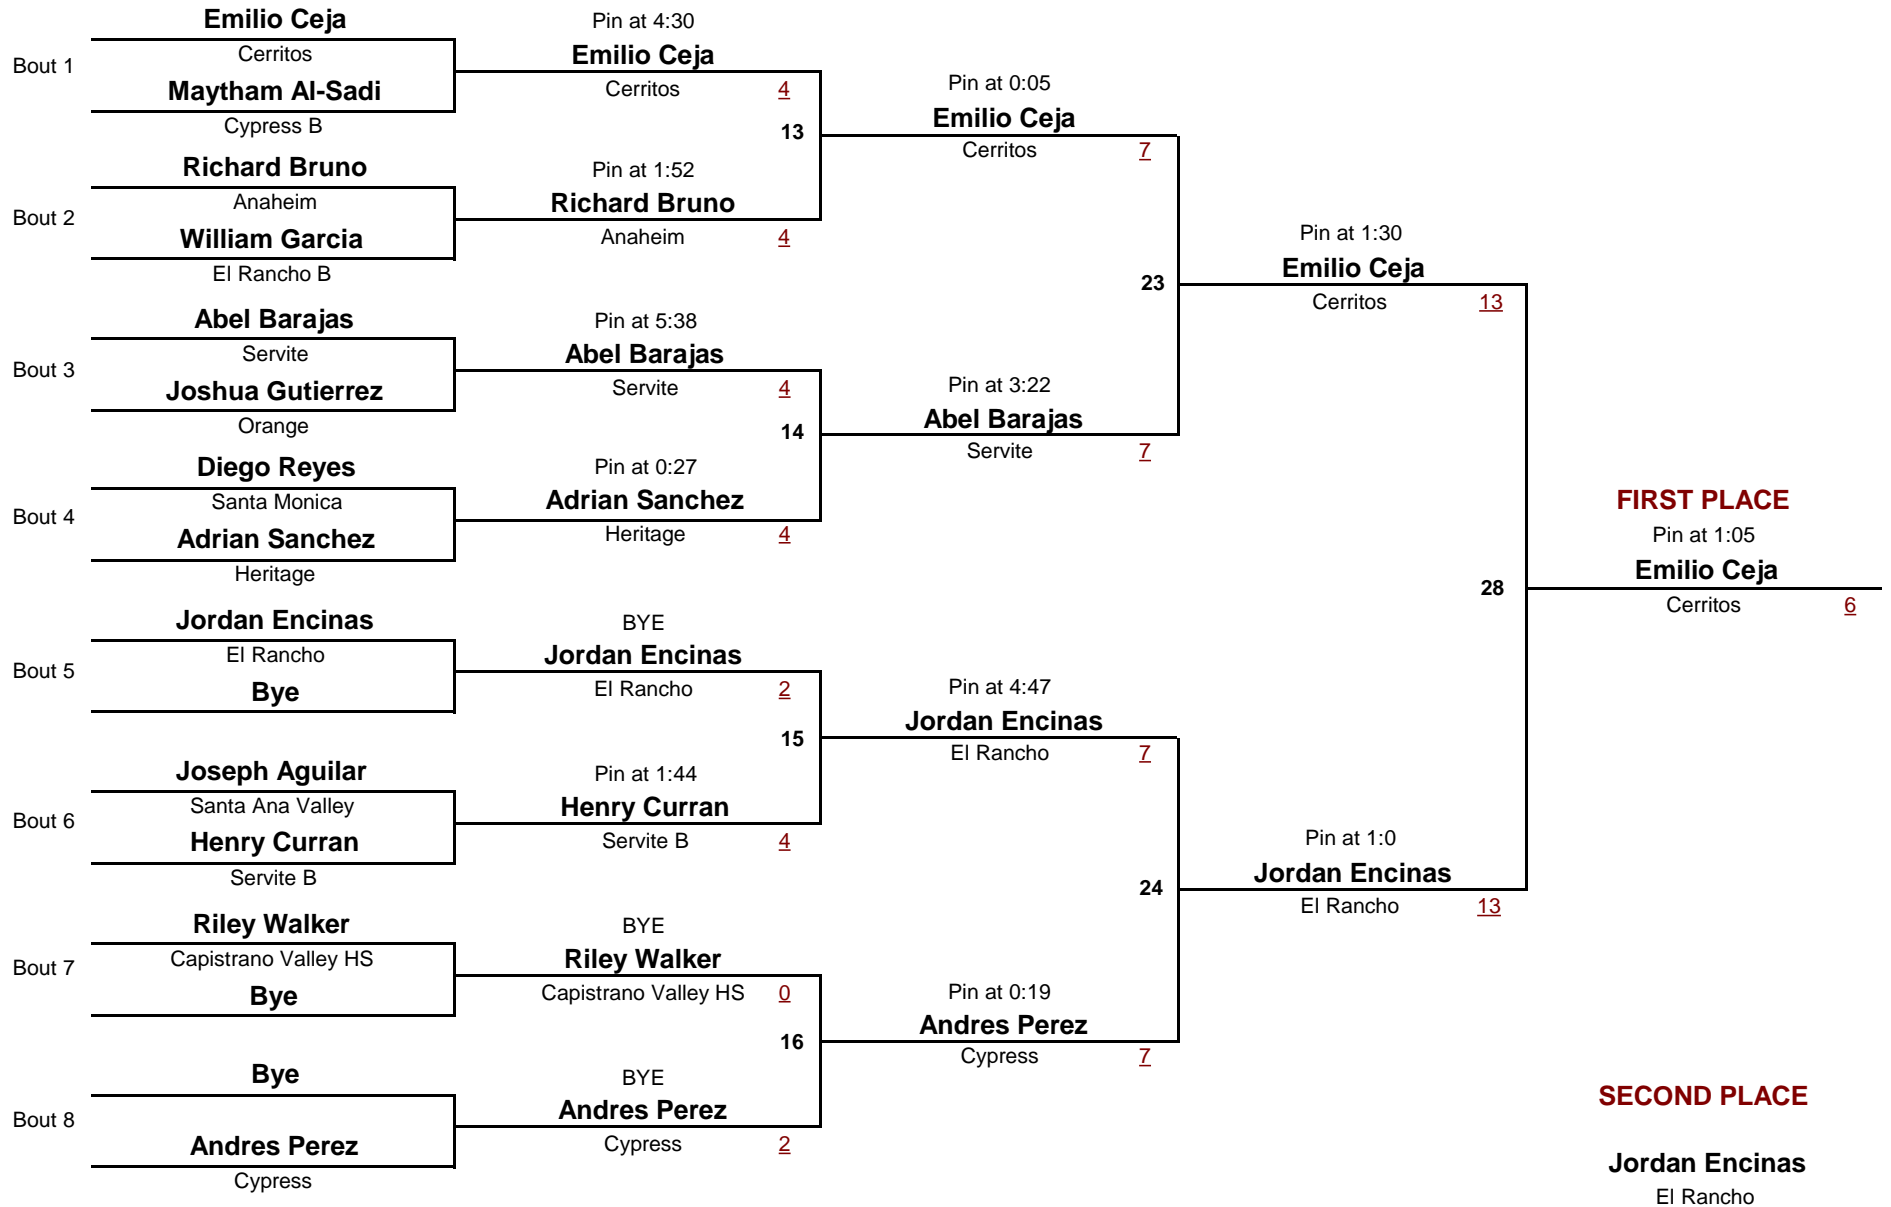 Emilio Ceja
Bout 1
Cerritos
Maytham Al-Sadi
Cypress B
Richard Bruno
Bout 2
Anaheim
William Garcia
El Rancho B
Abel Barajas
Bout 3
Servite
Joshua Gutierrez
Orange
Diego Reyes
Bout 4
Santa Monica
Adrian Sanchez
Heritage
Jordan Encinas
Bout 5
El Rancho
Bye
Joseph Aguilar
Bout 6
Santa Ana Valley
Henry Curran
Servite B
Riley Walker
Bout 7
Capistrano Valley HS
Bye
Bye
Bout 8
Andres Perez
Cypress
Pin at 4:30
Emilio Ceja
Cerritos 4
13
Pin at 1:52
Richard Bruno
Anaheim 4
Pin at 5:38
Abel Barajas
Servite 4
14
Pin at 0:27
Adrian Sanchez
Heritage 4
BYE
Jordan Encinas
El Rancho 2
15
Pin at 1:44
Henry Curran
Servite B 4
BYE
Riley Walker
Capistrano Valley HS 0
16
BYE
Andres Perez
Cypress 2
Pin at 0:05
Emilio Ceja
Cerritos 7
23
Pin at 3:22
Abel Barajas
Servite 7
Pin at 4:47
Jordan Encinas
El Rancho 7
24
Pin at 0:19
Andres Perez
Cypress 7
Pin at 1:30
Emilio Ceja
Cerritos 13
28
Pin at 1:0
Jordan Encinas
El Rancho 13
FIRST PLACE
Pin at 1:05
Emilio Ceja
Cerritos 6
SECOND PLACE
Jordan Encinas
El Rancho